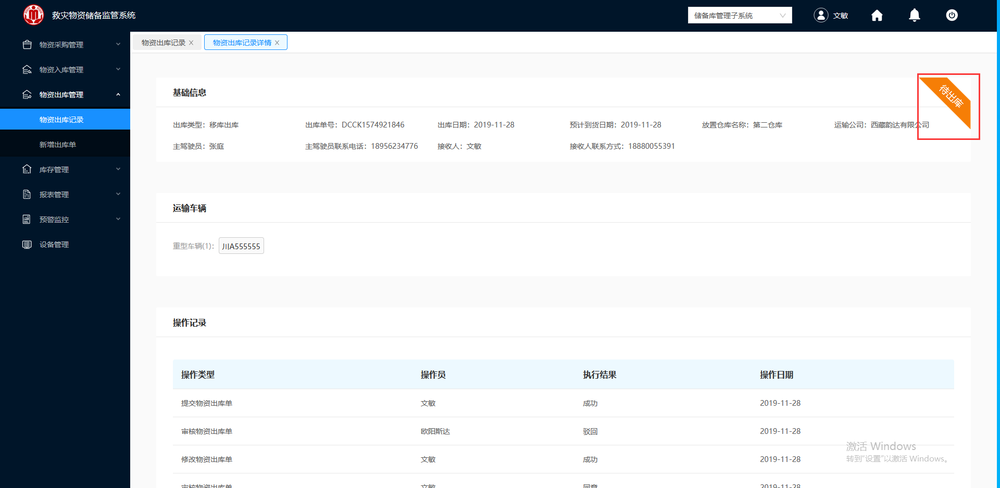 救灾物资储备监管系统
储备库管理子系统
文敏
物资采购管理
物资入库管理
物资出库管理
物资出库记录
新增出库单
库存管理
报表管理
预警监控
设备管理
物资出库记录
物资出库记录详情
基础信息
待出库
出库类型：移库出库 出库单号：DCCK1574921846 出库日期：2019-11-28 预计到货日期：2019-11-28 放置仓库名称：第二仓库 运输公司：西藏韵达有限公司
主驾驶员：张庭 主驾驶员联系电话：18956234776 接收人：文敏 接收人联系方式：18880055391
运输车辆
重型车辆(1)： 川A555555
操作记录
操作类型 操作员 执行结果 操作日期
提交物资出库单 文敏 成功 2019-11-28
审核物资出库单 欧阳斯达 驳回 2019-11-28
修改物资出库单 文敏 成功 2019-11-28
审核物资出库单 文敏 同意 2019-11-28
激活 Windows
转到"设置"以激活 Windows。